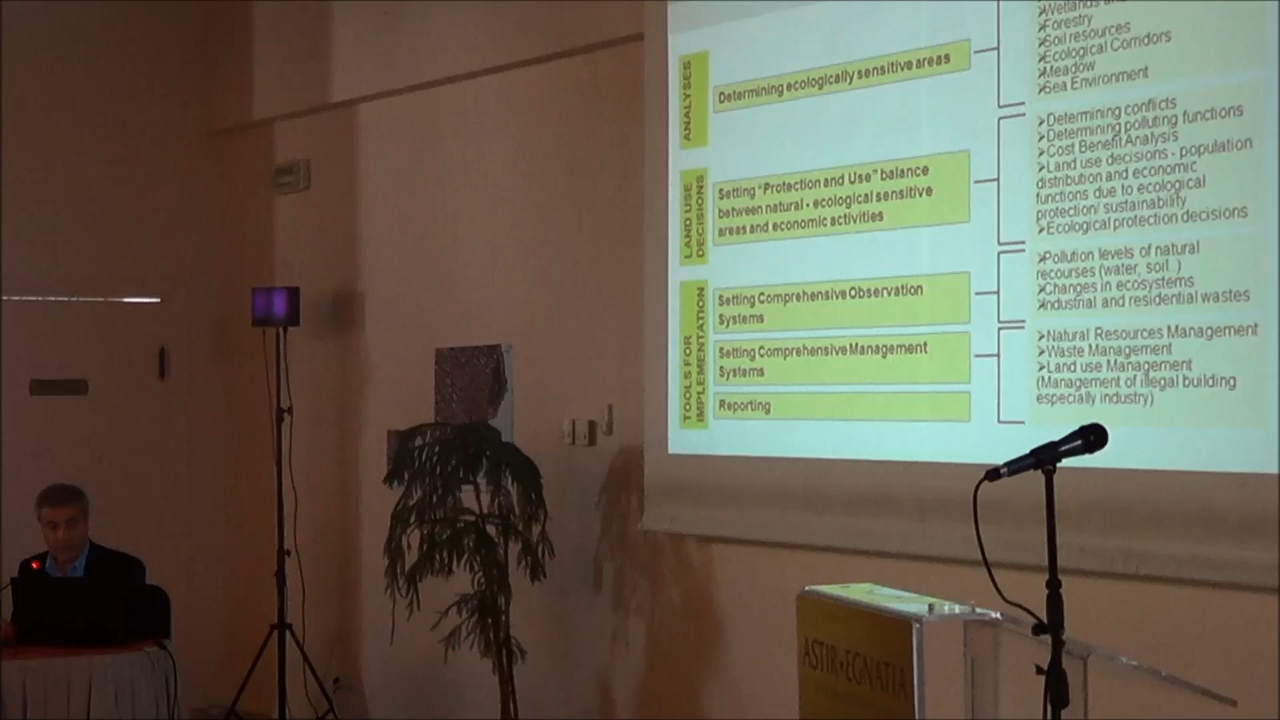 ANALYSES
Determining ecologically sensitive areas
Wetlands
Forestry
Soil resources
Ecological Corridors
Meadow
Sea Environment
LAND USE
DECISIONS
Setting "Protection and Use" balance
between natural - ecological sensitive
areas and economic activities
Determining conflicts
Determining polluting functions
Cost Benefit Analysis
Land use decisions - population
distribution and economic
functions due to ecological
protection/ sustainability
Ecological protection decisions
TOOLS FOR
IMPLEMENTATION
Setting Comprehensive Observation
Systems
Pollution levels of natural
recourses (water, soil..)
Changes in ecosystems
Industrial and residential wastes
Setting Comprehensive Management
Systems
Reporting
Natural Resources Management
Waste Management
Land use Management
(Management of illegal building
especially industry)
ASTIR EGNATIA